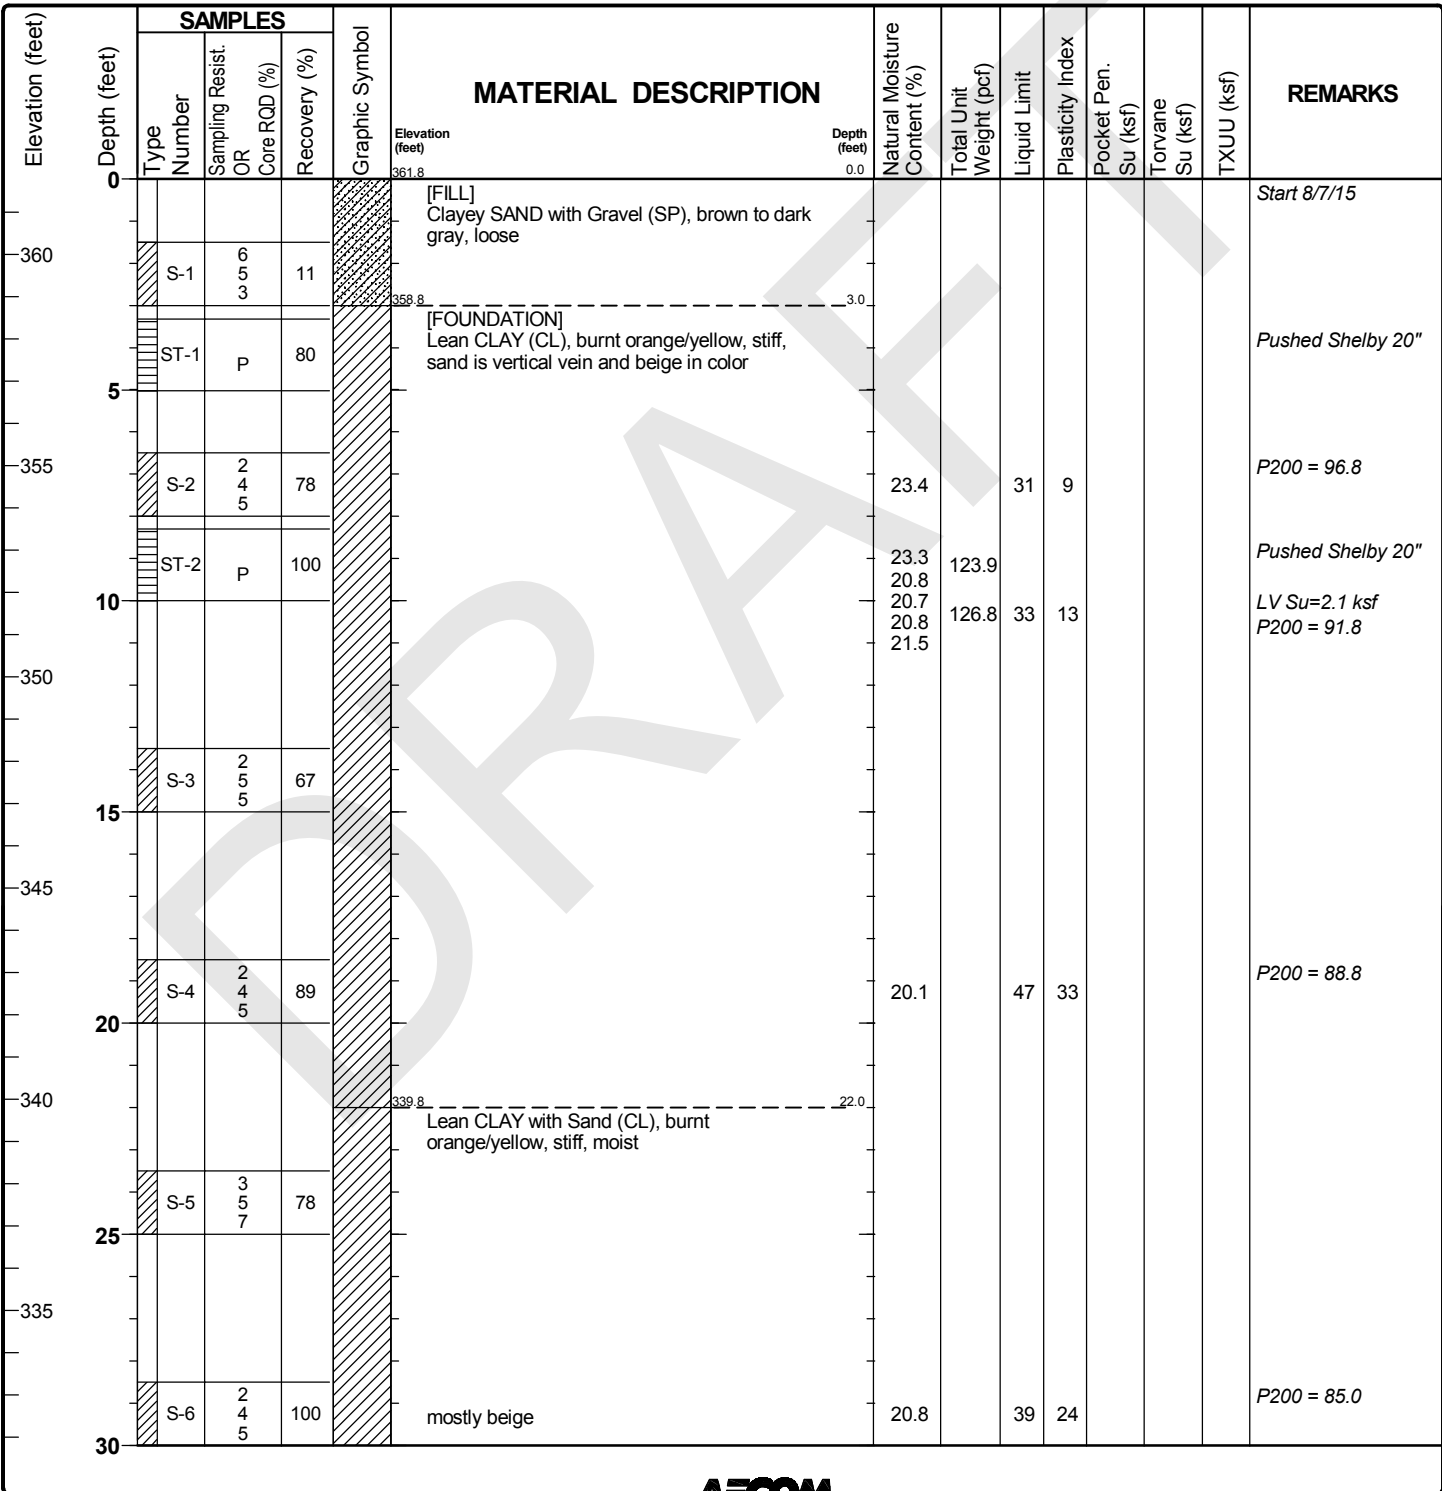 SAMPLES
Elevation (feet)
Depth (feet)
Type
Number
Sampling Resist.
OR
Core RQD (%)
Recovery (%)
Graphic Symbol
MATERIAL DESCRIPTION
Elevation
(feet)
Depth
(feet)
Natural Moisture
Content (%)
Total Unit
Weight (pcf)
Liquid Limit
Plasticity Index
Pocket Pen.
Su (ksf)
Torvane
Su (ksf)
TXUU (ksf)
REMARKS
0
361.8
0.0
[FILL]
Clayey SAND with Gravel (SP), brown to dark
gray, loose
Start 8/7/15
360
S-1
6
5
3
11
358.8
3.0
[FOUNDATION]
Lean CLAY (CL), burnt orange/yellow, stiff,
sand is vertical vein and beige in color
ST-1
P
80
Pushed Shelby 20"
5
355
S-2
2
4
5
78
23.4
31
9
P200 = 96.8
ST-2
P
100
23.3
20.8
123.9
Pushed Shelby 20"
10
20.7
20.8
21.5
126.8
33
13
LV Su=2.1 ksf
P200 = 91.8
350
S-3
2
5
5
67
15
345
S-4
2
4
5
89
20.1
47
33
P200 = 88.8
20
340
339.8
22.0
Lean CLAY with Sand (CL), burnt
orange/yellow, stiff, moist
S-5
3
5
7
78
25
335
S-6
2
4
5
100
mostly beige
20.8
39
24
P200 = 85.0
30
DRAFT
AECOM